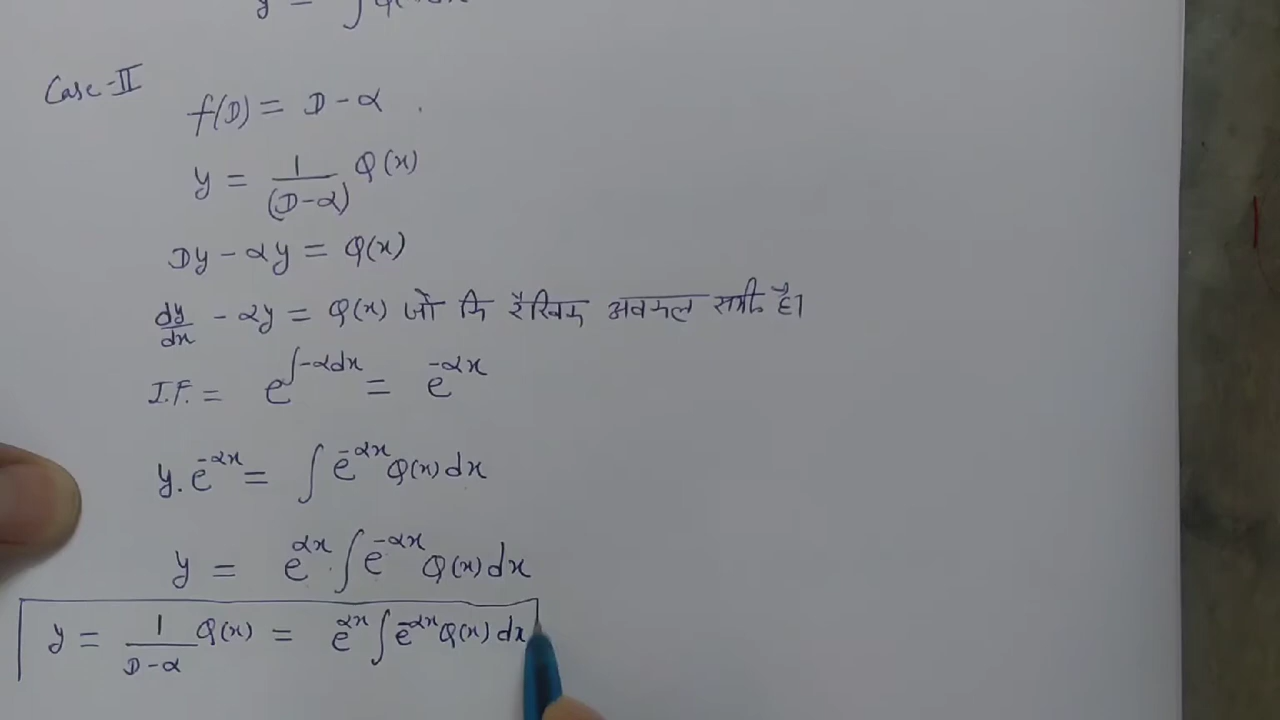 Case-II
f(D) = D - α .
y = 1/(D-α) Q(x)
Dy - αy = Q(x)
dy/dx - αy = Q(x) जो कि रैखिक अवकल समी० है।
I.F. = e^∫-αdx = e^-αx
y. e^-αx = ∫ e^-αx Q(x) dx
y = e^αx . ∫ e^-αx Q(x) dx
y = 1/D-α Q(x) = e^αx ∫ e^-αx Q(x) dx